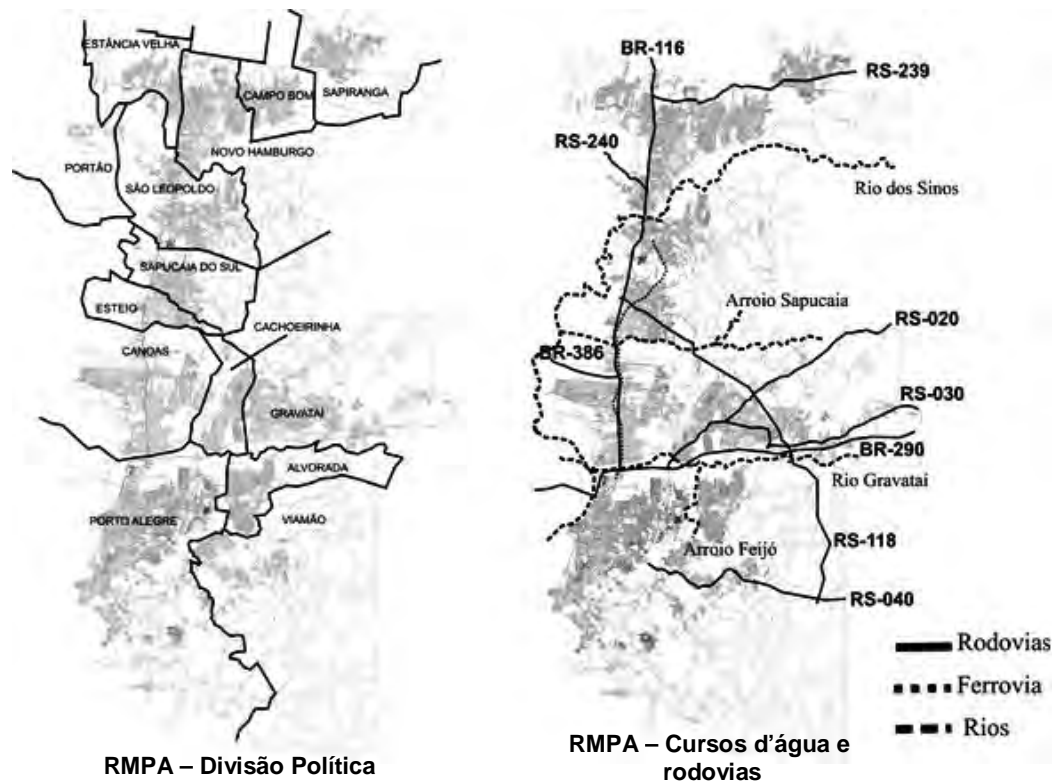 ESTÂNCIA VELHA
CAMPO BOM
SAPIRANGA
NOVO HAMBURGO
PORTÃO
SÃO LEOPOLDO
SAPUCAIA DO SUL
ESTEIO
CACHOEIRINHA
CANOAS
GRAVATAÍ
ALVORADA
PORTO ALEGRE
VIAMÃO
RMPA – Divisão Política
BR-116
RS-239
RS-240
Rio dos Sinos
Arroio Sapucaia
RS-020
BR-386
RS-030
BR-290
Rio Gravataí
RS-118
Arroio Feijó
RS-040
Rodovias
Ferrovia
Rios
RMPA – Cursos d'água e
rodovias